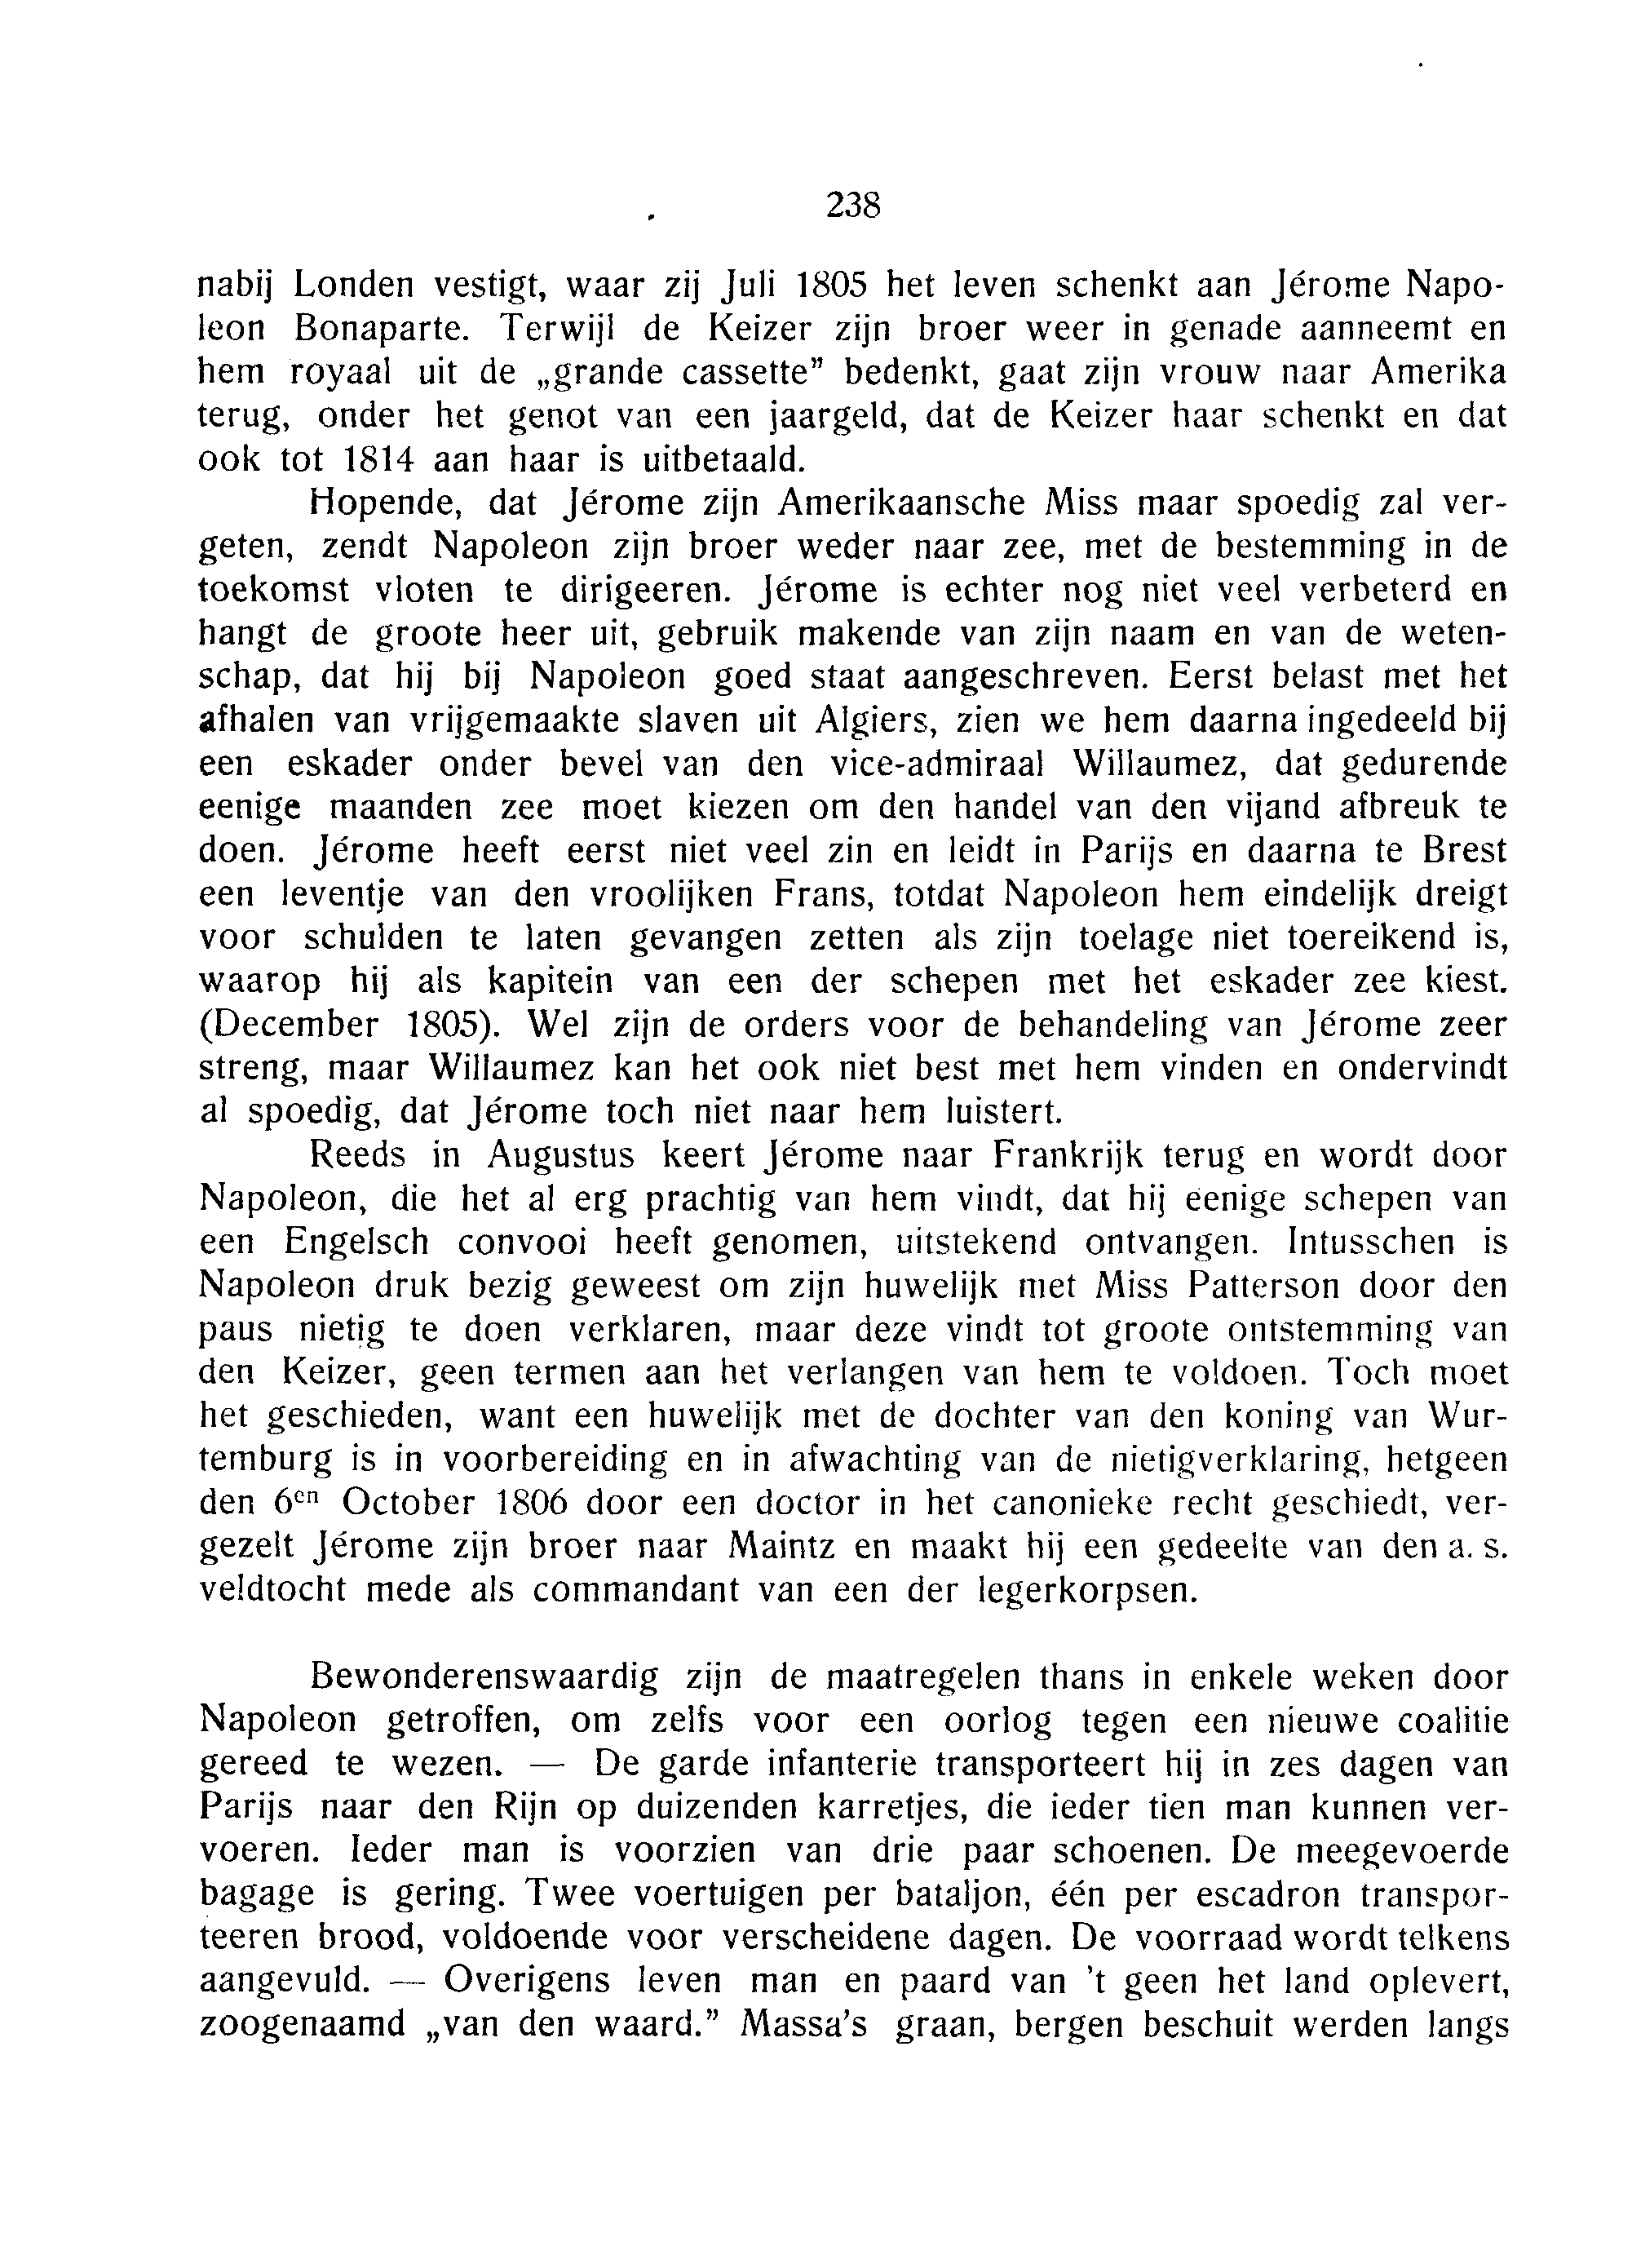 238
nabij Londen vestigt, waar zij Juli 1805 het leven schenkt aan Jérome Napo-
leon Bonaparte. Terwijl de Keizer zijn broer weer in genade aanneemt en
hem royaal uit de „grande cassette” bedenkt, gaat zijn vrouw naar Amerika
terug, onder het genot van een jaargeld, dat de Keizer haar schenkt en dat
ook tot 1814 aan haar is uitbetaald.
Hopende, dat Jérome zijn Amerikaansche Miss maar spoedig zal ver-
geten, zendt Napoleon zijn broer weder naar zee, met de bestemming in de
toekomst vloten te dirigeeren. Jérome is echter nog niet veel verbeterd en
hangt de groote heer uit, gebruik makende van zijn naam en van de weten-
schap, dat hij bij Napoleon goed staat aangeschreven. Eerst belast met het
afhalen van vrijgemaakte slaven uit Algiers, zien we hem daarna ingedeeld bij
een eskader onder bevel van den vice-admiraal Willaumez, dat gedurende
eenige maanden zee moet kiezen om den handel van den vijand afbreuk te
doen. Jérome heeft eerst niet veel zin en leidt in Parijs en daarna te Brest
een leventje van den vroolijken Frans, totdat Napoleon hem eindelijk dreigt
voor schulden te laten gevangen zetten als zijn toelage niet toereikend is,
waarop hij als kapitein van een der schepen met het eskader zee kiest.
(December 1805). Wel zijn de orders voor de behandeling van Jérome zeer
streng, maar Willaumez kan het ook niet best met hem vinden en ondervindt
al spoedig, dat Jérome toch niet naar hem luistert.
Reeds in Augustus keert Jérome naar Frankrijk terug en wordt door
Napoleon, die het al erg prachtig van hem vindt, dat hij eenige schepen van
een Engelsch convooi heeft genomen, uitstekend ontvangen. Intusschen is
Napoleon druk bezig geweest om zijn huwelijk met Miss Patterson door den
paus nietig te doen verklaren, maar deze vindt tot groote ontstemming van
den Keizer, geen termen aan het verlangen van hem te voldoen. Toch moet
het geschieden, want een huwelijk met de dochter van den koning van Wur-
temburg is in voorbereiding en in afwachting van de nietigverklaring, hetgeen
den 6en October 1806 door een doctor in het canonieke recht geschiedt, ver-
gezelt Jérome zijn broer naar Maintz en maakt hij een gedeelte van den a. s.
veldtocht mede als commandant van een der legerkorpsen.
Bewonderenswaardig zijn de maatregelen thans in enkele weken door
Napoleon getroffen, om zelfs voor een oorlog tegen een nieuwe coalitie
gereed te wezen. — De garde infanterie transporteert hij in zes dagen van
Parijs naar den Rijn op duizenden karretjes, die ieder tien man kunnen ver-
voeren. Ieder man is voorzien van drie paar schoenen. De meegevoerde
bagage is gering. Twee voertuigen per bataljon, één per escadron transpor-
teeren brood, voldoende voor verscheidene dagen. De voorraad wordt telkens
aangevuld. — Overigens leven man en paard van 't geen het land oplevert,
zoogenaamd „van den waard.” Massa's graan, bergen beschuit werden langs